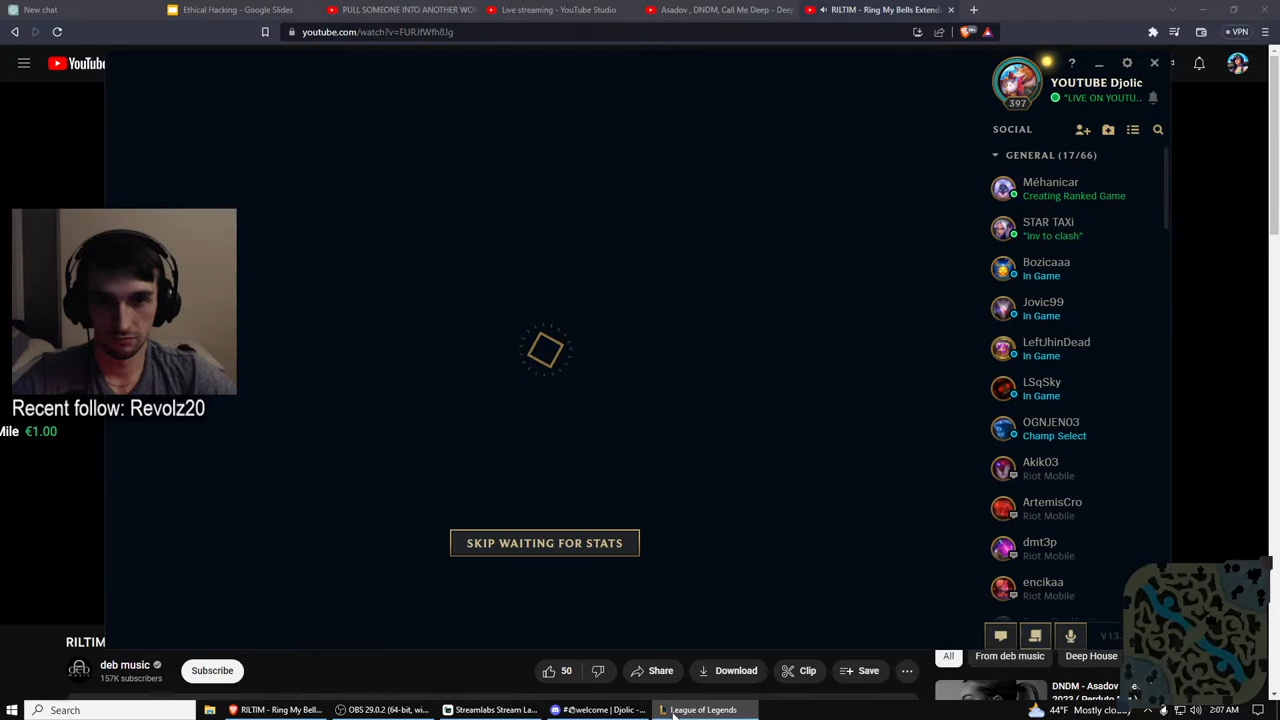 New chat
Ethical Hacking - Google Slides
PULL SOMEONE INTO ANOTHER WO
Live streaming - YouTube Studio
Asadov , DNDM, Call Me Deep - Deep
RILTIM - Ring My Bells Extend
youtube.com/watch?v=FURJfWfh8Jg
VPN
YouTube
397
YOUTUBE Djolic
"LIVE ON YOUTU..
SOCIAL
GENERAL (17/66)
Méhanicar
Creating Ranked Game
STAR TAXi
"inv to clash"
Bozicaaa
In Game
Jovic99
In Game
LeftJhinDead
In Game
LSqSky
In Game
OGNJEN03
Champ Select
Akik03
Riot Mobile
ArtemisCro
Riot Mobile
dmt3p
Riot Mobile
encikaa
Riot Mobile
Recent follow: Revolz20
Mile €1.00
SKIP WAITING FOR STATS
V13.
RILTIM
deb music
157K subscribers
Subscribe
50
Share
Download
Clip
Save
All
From deb music
Deep House
DNDM - Asadov
Search
RILTIM - Ring My Bell...
OBS 29.0.2 (64-bit, wi...
Streamlabs Stream La...
welcome | Djolic - ...
League of Legends
44°F Mostly cloudy
2:07 AM